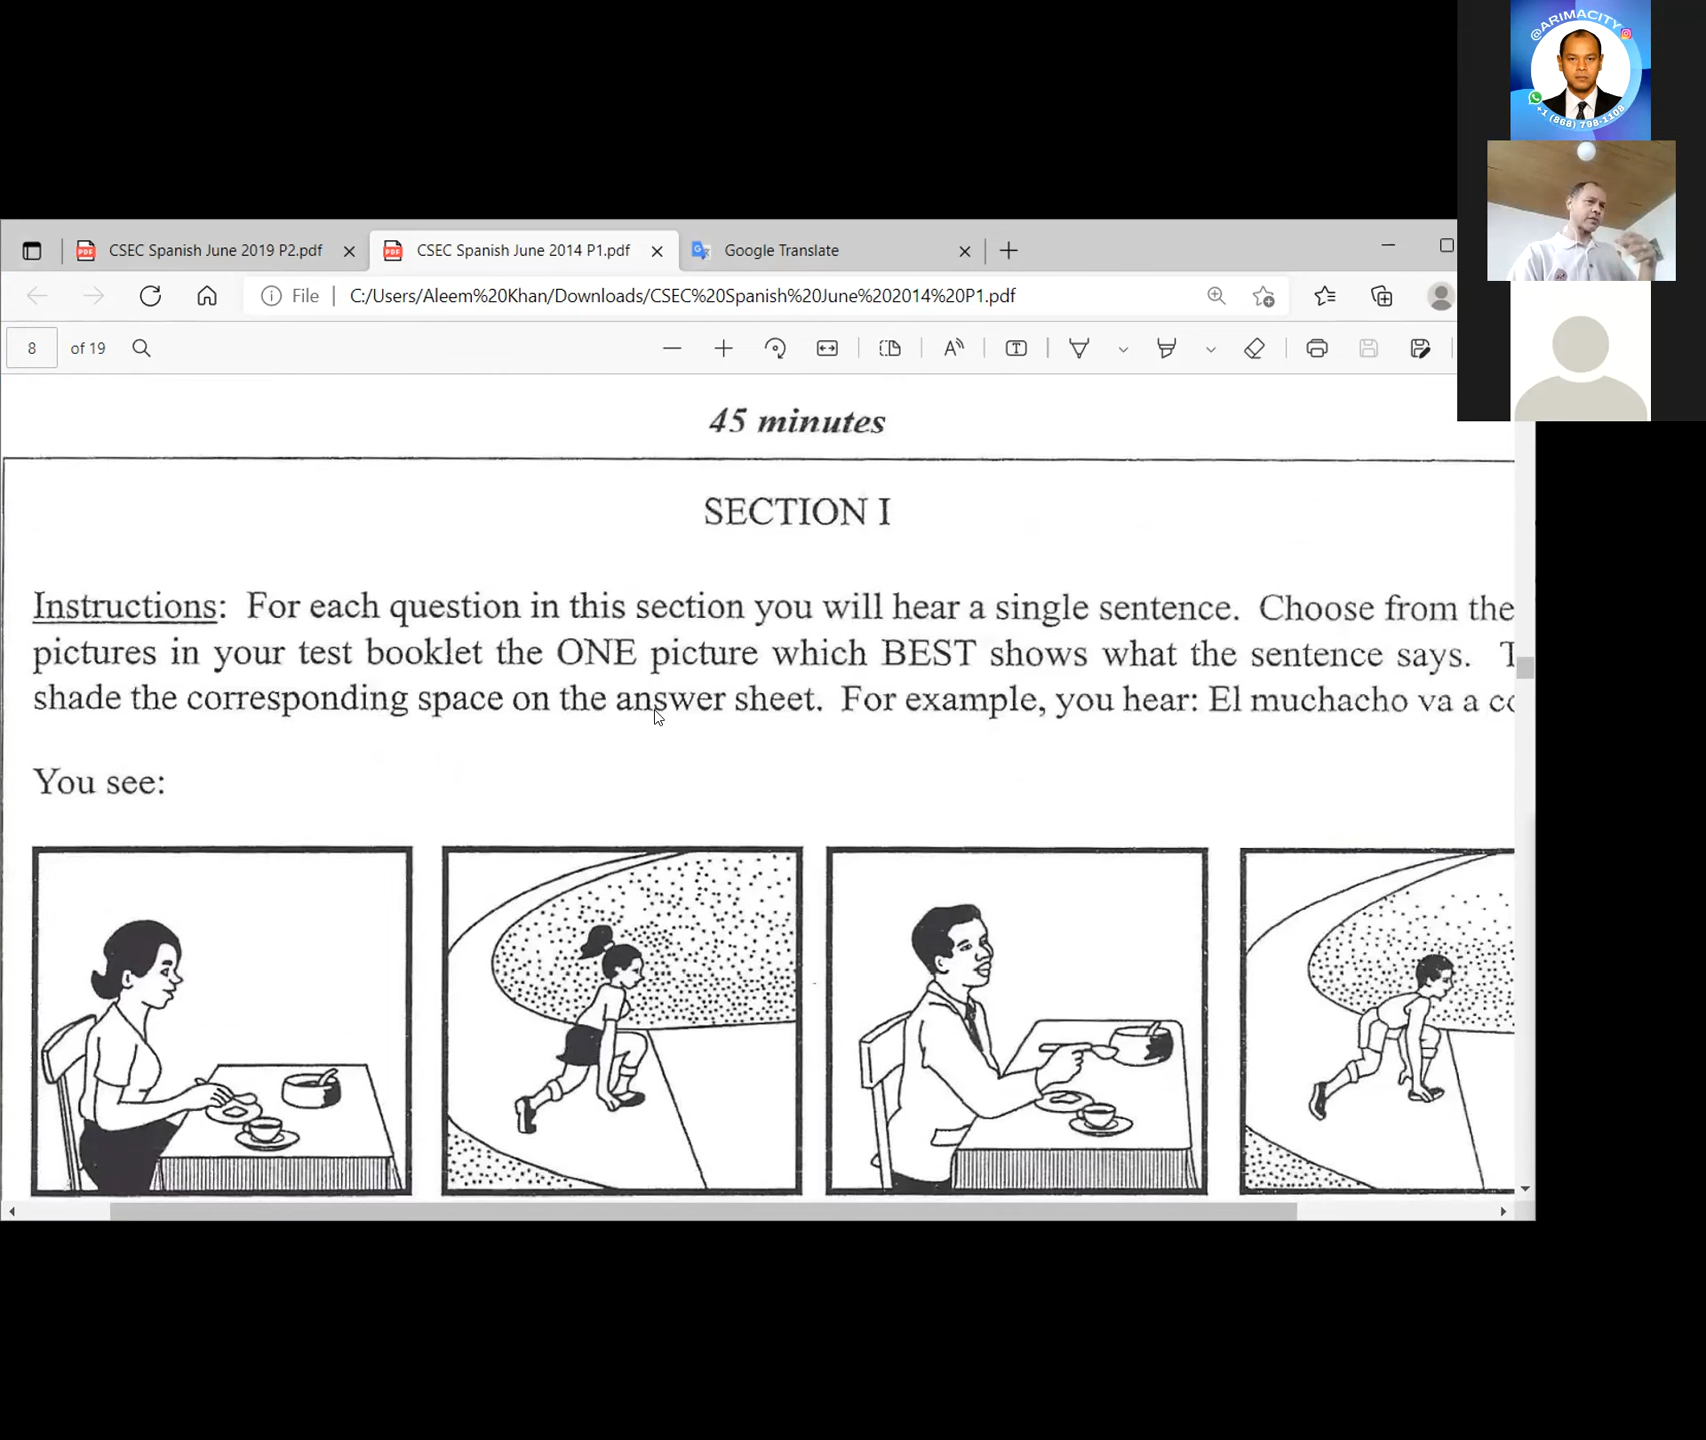 @ARIMACITY
+1 (868) 798-1108
CSEC Spanish June 2019 P2.pdf
CSEC Spanish June 2014 P1.pdf
Google Translate
File
C:/Users/Aleem%20Khan/Downloads/CSEC%20Spanish%20June%202014%20P1.pdf
8 of 19
45 minutes
SECTION I
Instructions: For each question in this section you will hear a single sentence. Choose from the
pictures in your test booklet the ONE picture which BEST shows what the sentence says.
shade the corresponding space on the answer sheet. For example, you hear: El muchacho va a
You see: